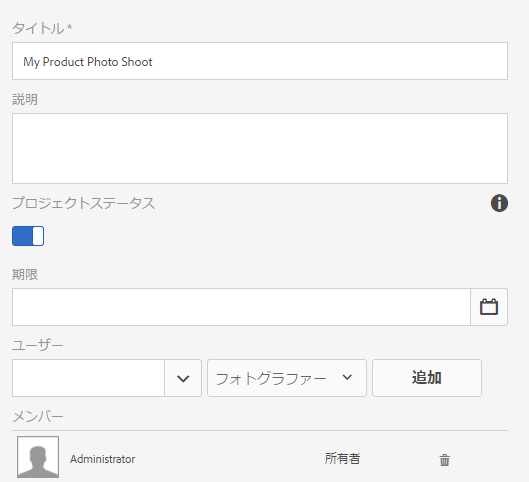 タイトル *
My Product Photo Shoot
説明
プロジェクトステータス
期限
ユーザー
フォトグラファー 追加
メンバー
Administrator 所有者